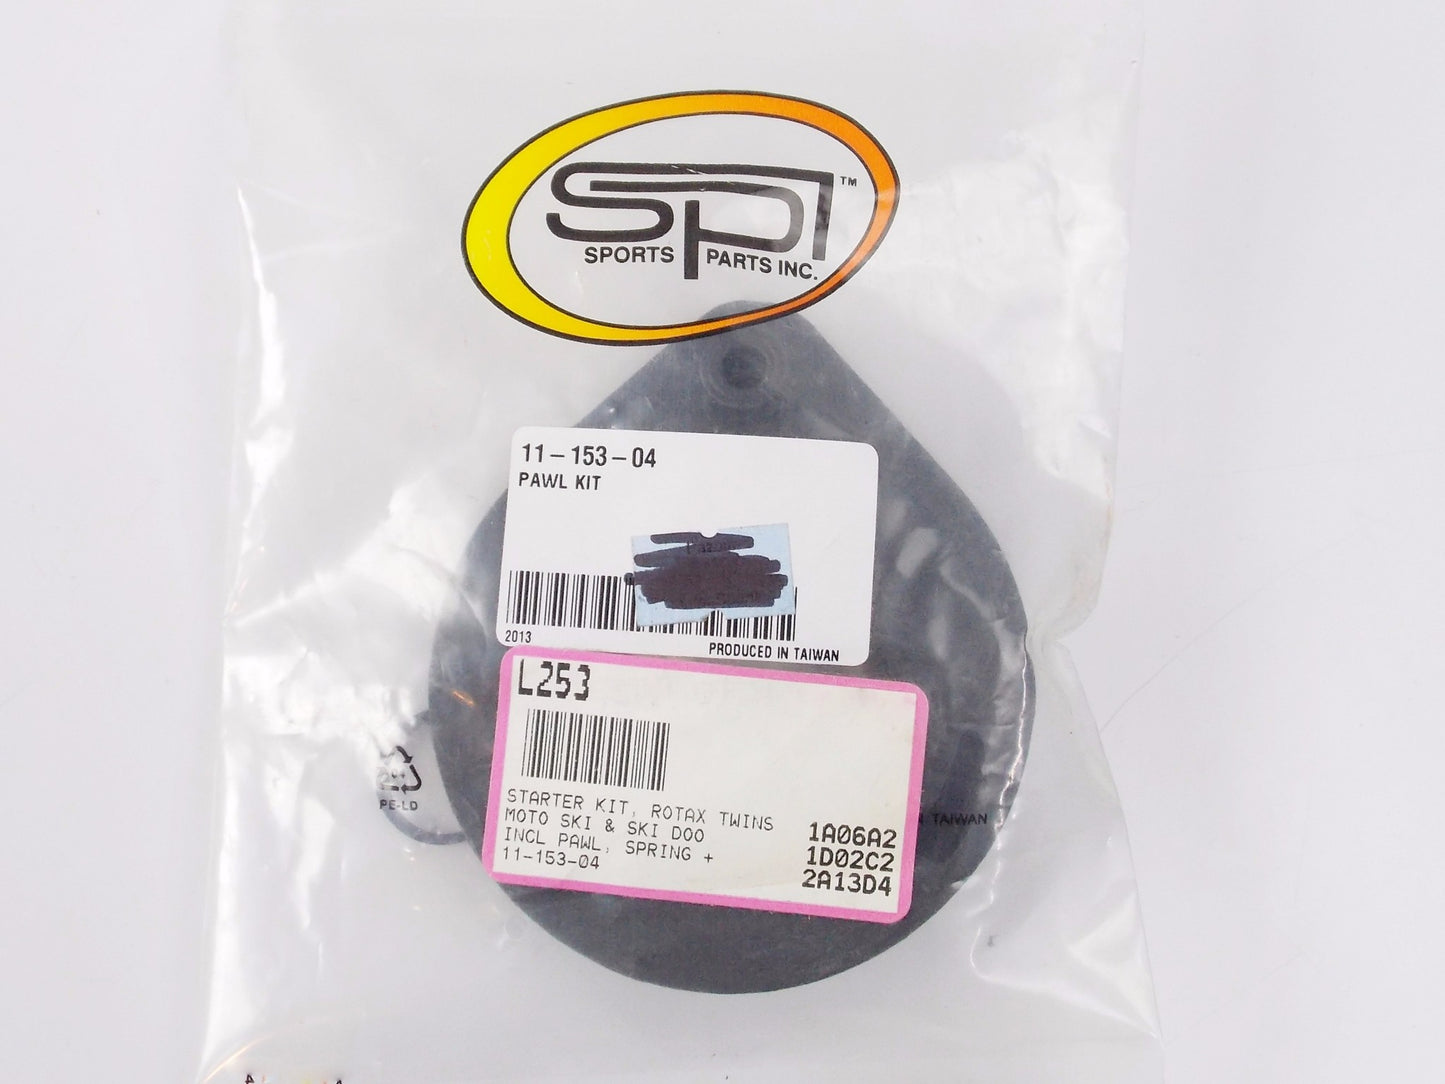 SPI™
SPORTS PARTS INC.
11-153-04
PAWL KIT
2013
PRODUCED IN TAIWAN
L253
STARTER KIT, ROTAX TWINS
MOTO SKI & SKI DOO
INCL PAWL, SPRING +
11-153-04
1A06A2
1D02C2
2A13D4
PE-LD
N TAIWAN